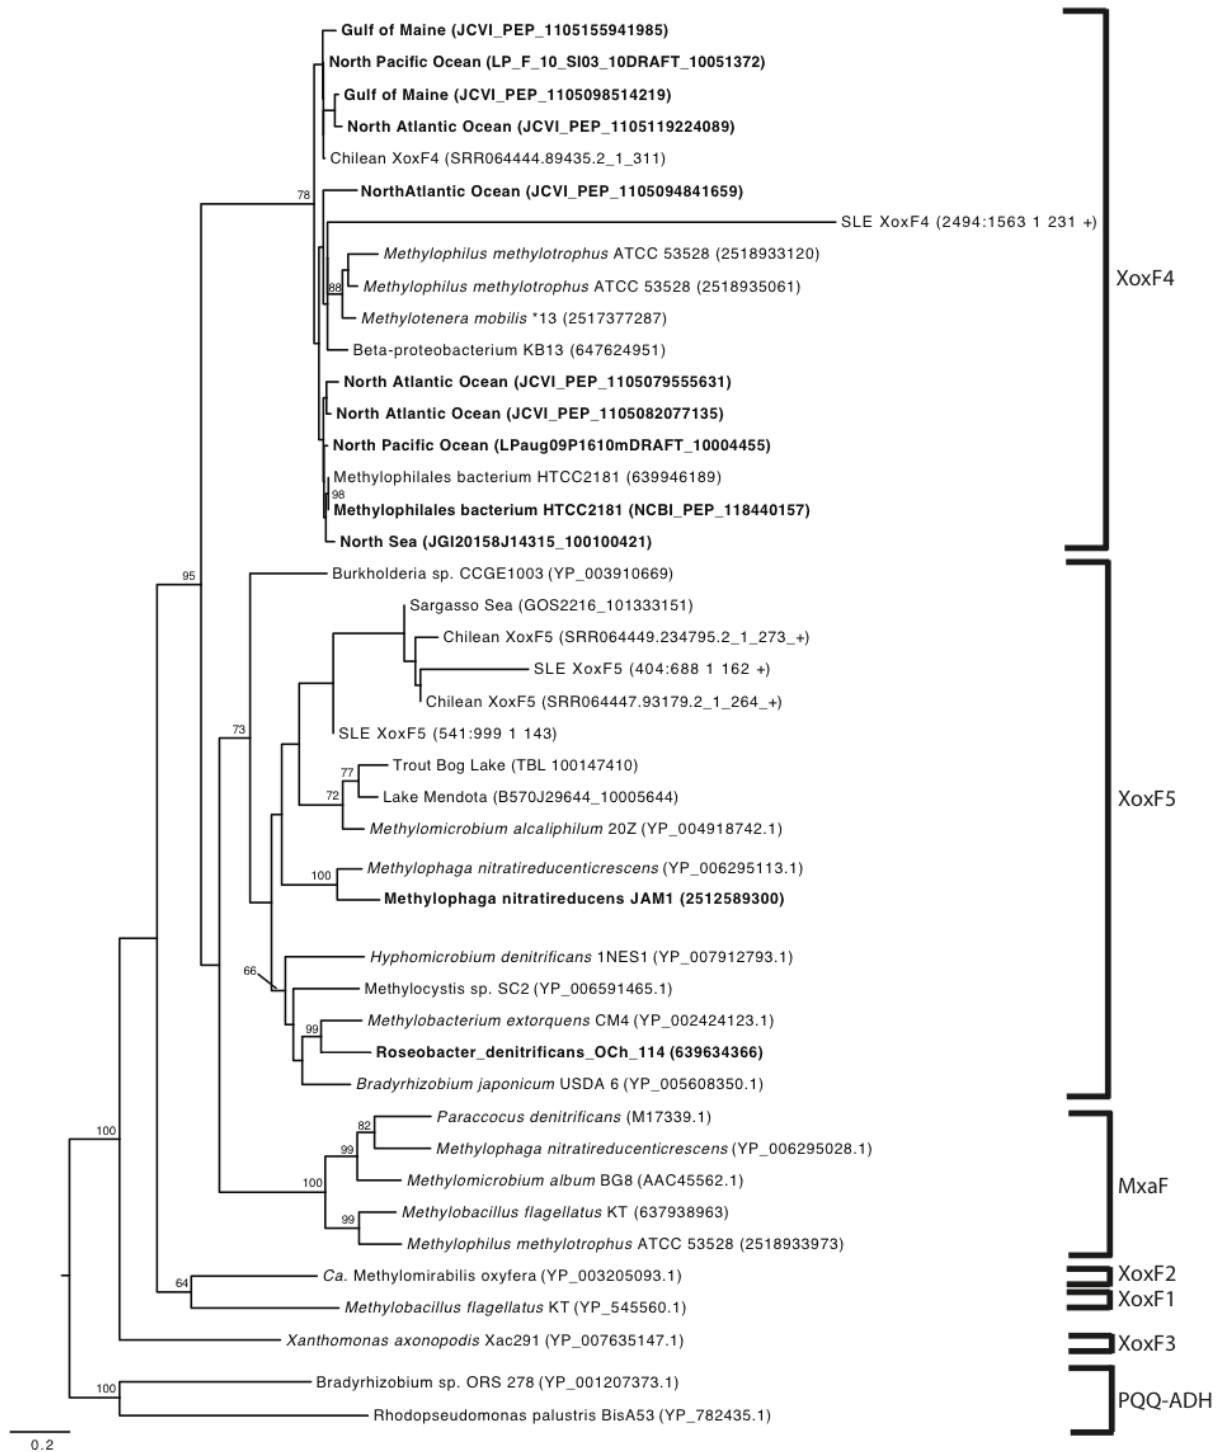 Gulf of Maine (JCVI_PEP_1105155941985)
North Pacific Ocean (LP_F_10_SI03_10DRAFT_10051372)
Gulf of Maine (JCVI_PEP_1105098514219)
North Atlantic Ocean (JCVI_PEP_1105119224089)
Chilean XoxF4 (SRR064444.89435.2_1_311)
78
NorthAtlantic Ocean (JCVI_PEP_1105094841659)
SLE XoxF4 (2494:1563 1 231 +)
Methylophilus methylotrophus ATCC 53528 (2518933120)
XoxF4
88
Methylophilus methylotrophus ATCC 53528 (2518935061)
Methylotenera mobilis *13 (2517377287)
Beta-proteobacterium KB13 (647624951)
North Atlantic Ocean (JCVI_PEP_1105079555631)
North Atlantic Ocean (JCVI_PEP_1105082077135)
North Pacific Ocean (LPaug09P1610mDRAFT_10004455)
Methylophilales bacterium HTCC2181 (639946189)
98
Methylophilales bacterium HTCC2181 (NCBI_PEP_118440157)
North Sea (JGI20158J14315_100100421)
95
Burkholderia sp. CCGE1003 (YP_003910669)
Sargasso Sea (GOS2216_101333151)
Chilean XoxF5 (SRR064449.234795.2_1_273_+)
SLE XoxF5 (404:688 1 162 +)
Chilean XoxF5 (SRR064447.93179.2_1_264_+)
73
SLE XoxF5 (541:999 1 143)
77
Trout Bog Lake (TBL 100147410)
72
Lake Mendota (B570J29644_10005644)
XoxF5
Methylomicrobium alcaliphilum 20Z (YP_004918742.1)
Methylophaga nitratireducenticrescens (YP_006295113.1)
100
Methylophaga nitratireducens JAM1 (2512589300)
Hyphomicrobium denitrificans 1NES1 (YP_007912793.1)
66
Methylocystis sp. SC2 (YP_006591465.1)
Methylobacterium extorquens CM4 (YP_002424123.1)
99
Roseobacter_denitrificans_OCh_114 (639634366)
Bradyrhizobium japonicum USDA 6 (YP_005608350.1)
Paraccocus denitrificans (M17339.1)
82
100
Methylophaga nitratireducenticrescens (YP_006295028.1)
99
Methylomicrobium album BG8 (AAC45562.1)
100
MxaF
Methylobacillus flagellatus KT (637938963)
99
Methylophilus methylotrophus ATCC 53528 (2518933973)
Ca. Methylomirabilis oxyfera (YP_003205093.1)
XoxF2
64
XoxF1
Methylobacillus flagellatus KT (YP_545560.1)
Xanthomonas axonopodis Xac291 (YP_007635147.1)
XoxF3
Bradyrhizobium sp. ORS 278 (YP_001207373.1)
100
PQQ-ADH
Rhodopseudomonas palustris BisA53 (YP_782435.1)
0.2